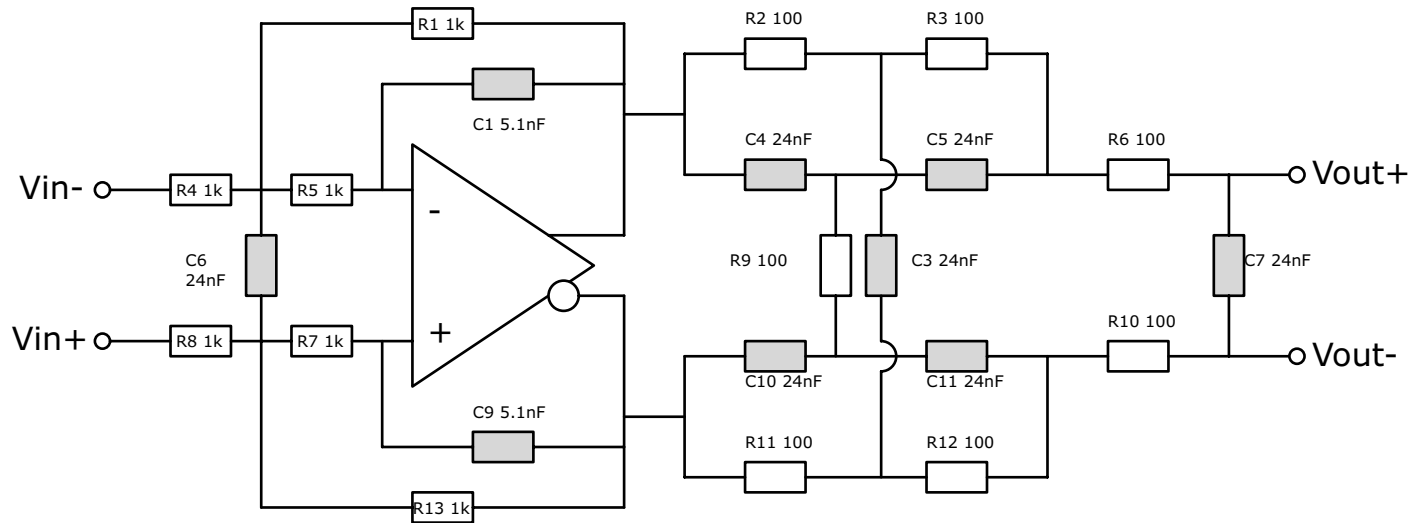 R1 1k
R2 100
R3 100
C1 5.1nF
C4 24nF
C5 24nF
R6 100
Vin-
R4 1k
R5 1k
-
Vout+
C6
24nF
R9 100
C3 24nF
C7 24nF
Vin+
R8 1k
R7 1k
+
R10 100
Vout-
C10 24nF
C11 24nF
C9 5.1nF
R11 100
R12 100
R13 1k